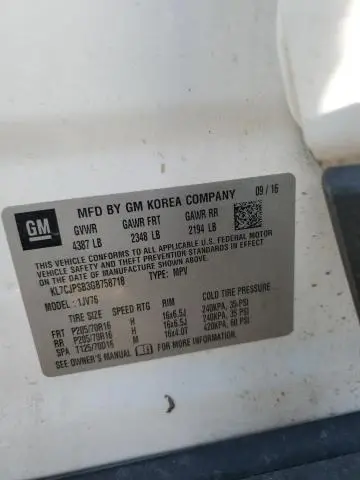 MFD BY GM KOREA COMPANY 09/16
GM
GVWR GAWR FRT GAWR RR
4387 LB 2348 LB 2194 LB
THIS VEHICLE CONFORMS TO ALL APPLICABLE U.S. FEDERAL MOTOR
VEHICLE SAFETY, BUMPER, AND THEFT PREVENTION STANDARDS
IN EFFECT ON THE DATE OF MANUFACTURE SHOWN ABOVE.
KL7CJPSB3GB758718 TYPE: MPV
MODEL: 1JV76
TIRE SIZE SPEED RTG RIM COLD TIRE PRESSURE
FRT P205/70R16 H 16x6.5J 240KPA, 35 PSI
RR P205/70R16 H 16x6.5J 240KPA, 35 PSI
SPA T125/70D16 M 16x4.0T 420KPA, 60 PSI
SEE OWNER'S MANUAL FOR ADDITIONAL INFORMATION